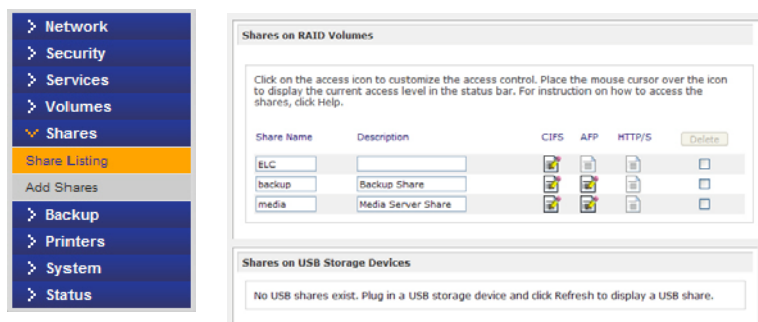 Network
Security
Services
Volumes
Shares
Share Listing
Add Shares
Backup
Printers
System
Status
Shares on RAID Volumes
Click on the access icon to customize the access control. Place the mouse cursor over the icon
to display the current access level in the status bar. For instruction on how to access the
shares, click Help.
Share Name Description CIFS AFP HTTP/S Delete
ELC
backup Backup Share
media Media Server Share
Shares on USB Storage Devices
No USB shares exist. Plug in a USB storage device and click Refresh to display a USB share.